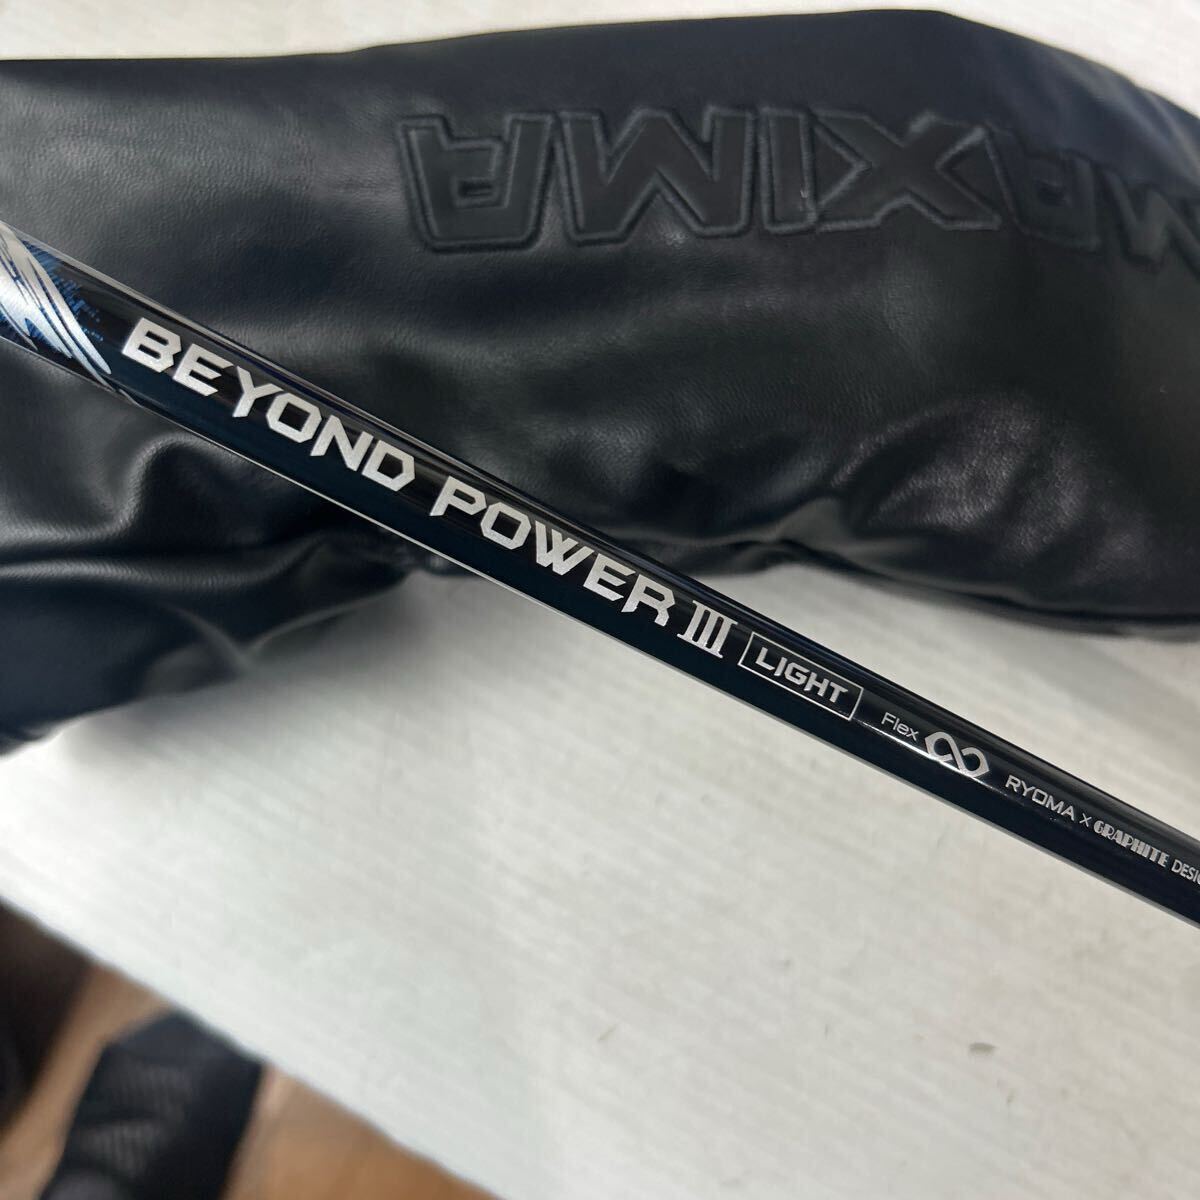 MAXIMA
BEYOND POWER III LIGHT Flex ∞ RYOMA x GRAPHITE DESIG